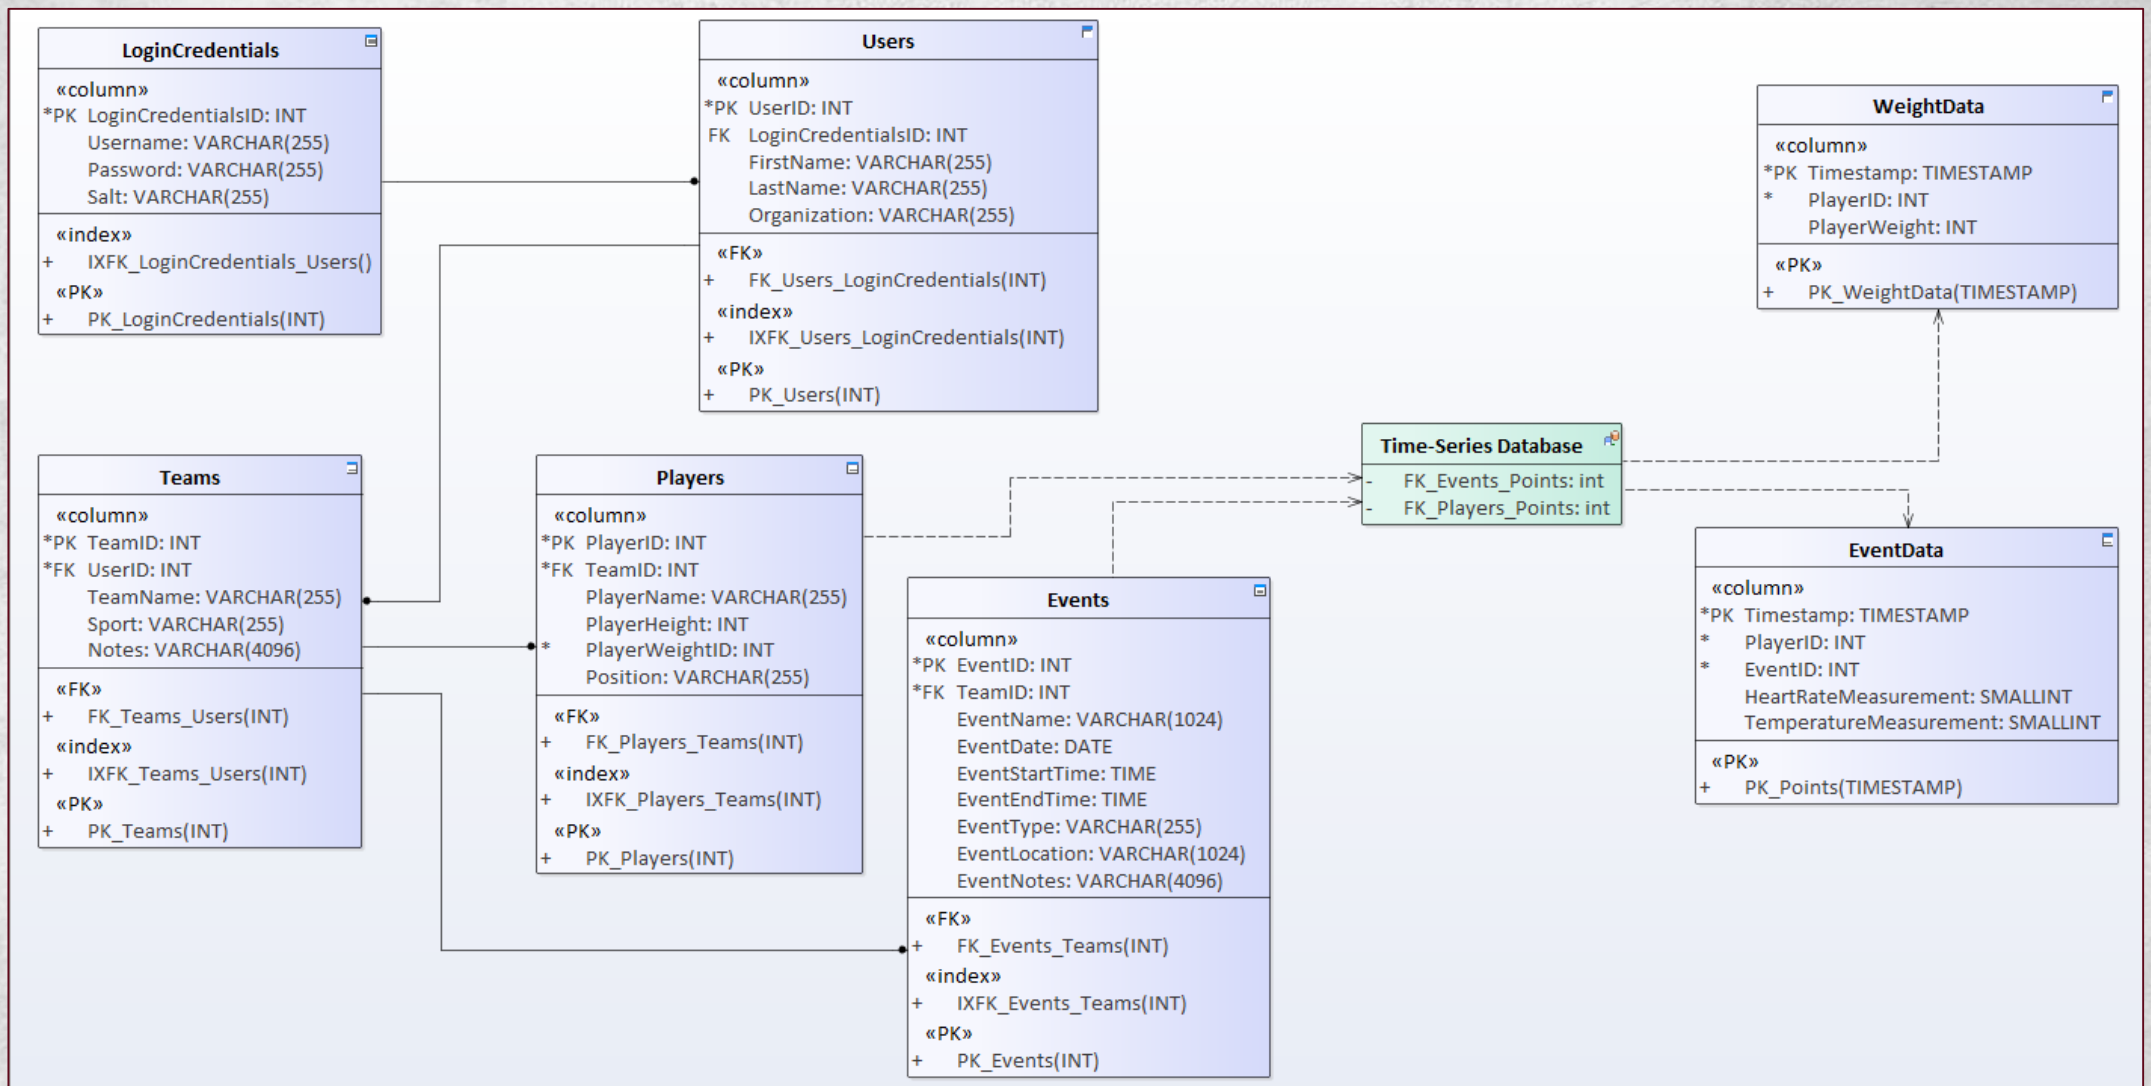 LoginCredentials
«column»
*PK LoginCredentialsID: INT
Username: VARCHAR(255)
Password: VARCHAR(255)
Salt: VARCHAR(255)
«index»
+ IXFK_LoginCredentials_Users()
«PK»
+ PK_LoginCredentials(INT)
Users
«column»
*PK UserID: INT
FK LoginCredentialsID: INT
FirstName: VARCHAR(255)
LastName: VARCHAR(255)
Organization: VARCHAR(255)
«FK»
+ FK_Users_LoginCredentials(INT)
«index»
+ IXFK_Users_LoginCredentials(INT)
«PK»
+ PK_Users(INT)
WeightData
«column»
*PK Timestamp: TIMESTAMP
* PlayerID: INT
PlayerWeight: INT
«PK»
+ PK_WeightData(TIMESTAMP)
Teams
«column»
*PK TeamID: INT
*FK UserID: INT
TeamName: VARCHAR(255)
Sport: VARCHAR(255)
Notes: VARCHAR(4096)
«FK»
+ FK_Teams_Users(INT)
«index»
+ IXFK_Teams_Users(INT)
«PK»
+ PK_Teams(INT)
Players
«column»
*PK PlayerID: INT
*FK TeamID: INT
PlayerName: VARCHAR(255)
PlayerHeight: INT
* PlayerWeightID: INT
Position: VARCHAR(255)
«FK»
+ FK_Players_Teams(INT)
«index»
+ IXFK_Players_Teams(INT)
«PK»
+ PK_Players(INT)
Events
«column»
*PK EventID: INT
*FK TeamID: INT
EventName: VARCHAR(1024)
EventDate: DATE
EventStartTime: TIME
EventEndTime: TIME
EventType: VARCHAR(255)
EventLocation: VARCHAR(1024)
EventNotes: VARCHAR(4096)
«FK»
+ FK_Events_Teams(INT)
«index»
+ IXFK_Events_Teams(INT)
«PK»
+ PK_Events(INT)
Time-Series Database
- FK_Events_Points: int
- FK_Players_Points: int
EventData
«column»
*PK Timestamp: TIMESTAMP
* PlayerID: INT
* EventID: INT
HeartRateMeasurement: SMALLINT
TemperatureMeasurement: SMALLINT
«PK»
+ PK_Points(TIMESTAMP)